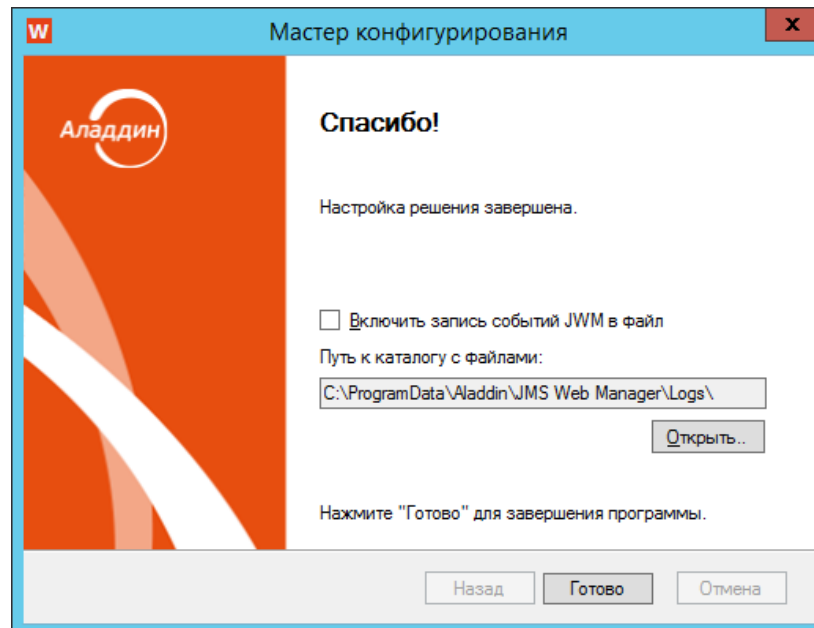 W
Мастер конфигурирования
x
Аладдин
Спасибо!
Настройка решения завершена.
Включить запись событий JWM в файл
Путь к каталогу с файлами:
C:\ProgramData\Aladdin\JMS Web Manager\Logs\
Открыть..
Нажмите "Готово" для завершения программы.
Назад
Готово
Отмена